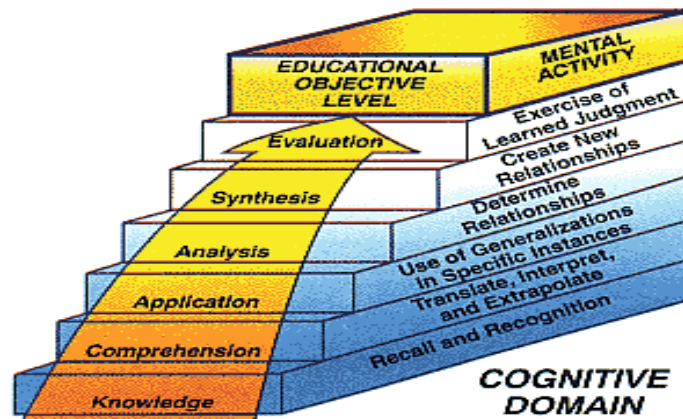 EDUCATIONAL
OBJECTIVE
LEVEL
MENTAL
ACTIVITY
Evaluation
Exercise of
Learned Judgment
Synthesis
Create New
Relationships
Analysis
Determine
Relationships
Application
Use of Generalizations
in Specific Instances
Comprehension
Translate, Interpret,
and Extrapolate
Knowledge
Recall and Recognition
COGNITIVE
DOMAIN